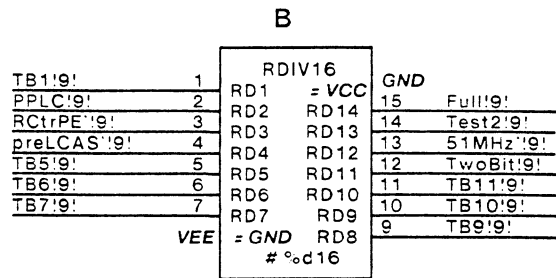 B
RDIV16
TB1!9! 1 RD1 = VCC GND
PPLC!9! 2 RD2 RD14 15 Full!9!
RCtrPE`!9! 3 RD3 RD13 14 Test2!9!
preLCAS`!9! 4 RD4 RD12 13 51MHz`!9!
TB5!9! 5 RD5 RD11 12 TwoBit!9!
TB6!9! 6 RD6 RD10 11 TB11!9!
TB7!9! 7 RD7 RD9 10 TB10!9!
VEE = GND RD8 9 TB9!9!
# %d16